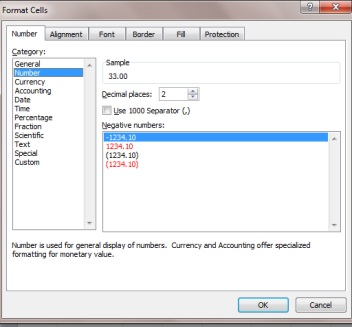 Format Cells
Number Alignment Font Border Fill Protection
Category:
General
Number
Currency
Accounting
Date
Time
Percentage
Fraction
Scientific
Text
Special
Custom
Sample
33.00
Decimal places: 2
Use 1000 Separator (,)
Negative numbers:
-1234.10
1234.10
(1234.10)
(1234.10)
Number is used for general display of numbers. Currency and Accounting offer specialized
formatting for monetary value.
OK Cancel